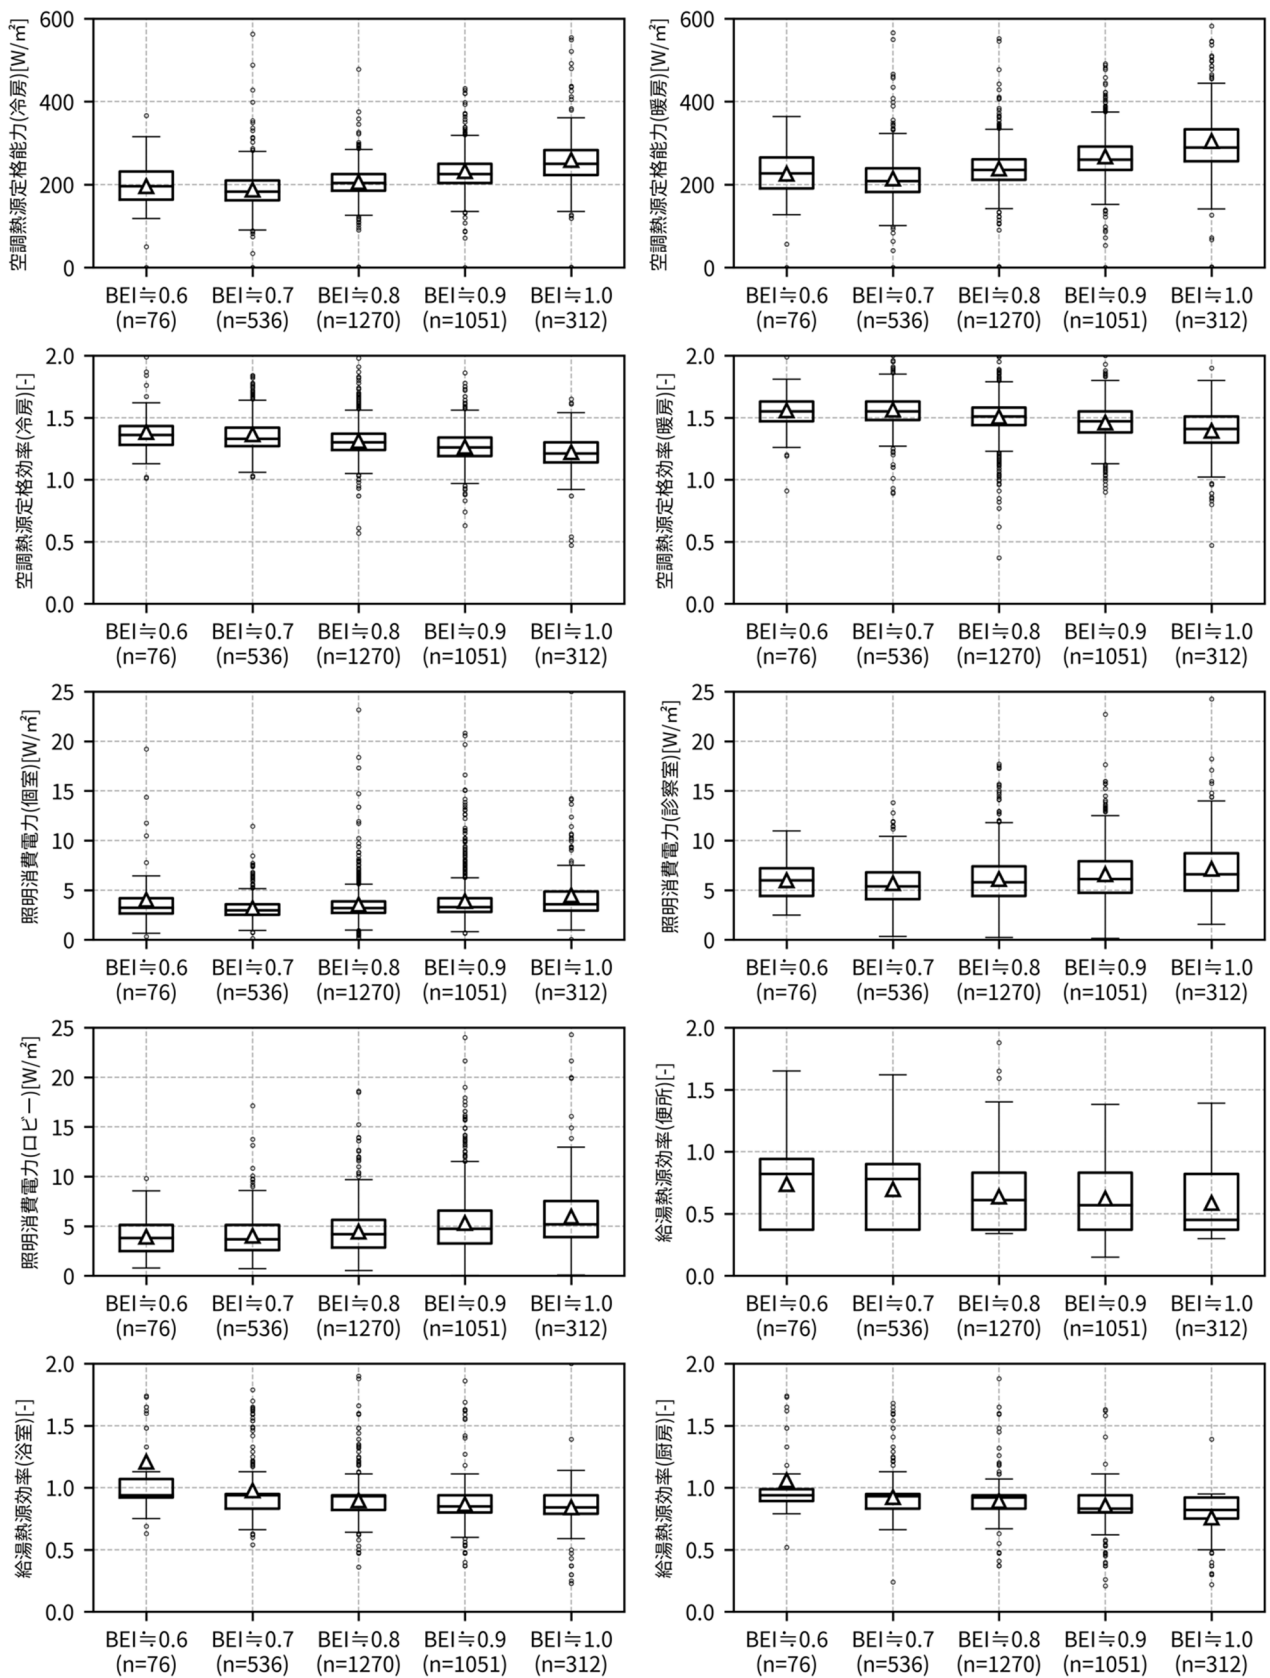 空調熱源定格能力(冷房)[W/㎡]
600
400
200
0
BEI≒0.6 BEI≒0.7 BEI≒0.8 BEI≒0.9 BEI≒1.0
(n=76) (n=536) (n=1270) (n=1051) (n=312)
空調熱源定格能力(暖房)[W/㎡]
600
400
200
0
BEI≒0.6 BEI≒0.7 BEI≒0.8 BEI≒0.9 BEI≒1.0
(n=76) (n=536) (n=1270) (n=1051) (n=312)
空調熱源定格効率(冷房)[-]
2.0
1.5
1.0
0.5
0.0
BEI≒0.6 BEI≒0.7 BEI≒0.8 BEI≒0.9 BEI≒1.0
(n=76) (n=536) (n=1270) (n=1051) (n=312)
空調熱源定格効率(暖房)[-]
2.0
1.5
1.0
0.5
0.0
BEI≒0.6 BEI≒0.7 BEI≒0.8 BEI≒0.9 BEI≒1.0
(n=76) (n=536) (n=1270) (n=1051) (n=312)
照明消費電力(個室)[W/㎡]
25
20
15
10
5
0
BEI≒0.6 BEI≒0.7 BEI≒0.8 BEI≒0.9 BEI≒1.0
(n=76) (n=536) (n=1270) (n=1051) (n=312)
照明消費電力(診察室)[W/㎡]
25
20
15
10
5
0
BEI≒0.6 BEI≒0.7 BEI≒0.8 BEI≒0.9 BEI≒1.0
(n=76) (n=536) (n=1270) (n=1051) (n=312)
照明消費電力(ロビー)[W/㎡]
25
20
15
10
5
0
BEI≒0.6 BEI≒0.7 BEI≒0.8 BEI≒0.9 BEI≒1.0
(n=76) (n=536) (n=1270) (n=1051) (n=312)
給湯熱源効率(便所)[-]
2.0
1.5
1.0
0.5
0.0
BEI≒0.6 BEI≒0.7 BEI≒0.8 BEI≒0.9 BEI≒1.0
(n=76) (n=536) (n=1270) (n=1051) (n=312)
給湯熱源効率(浴室)[-]
2.0
1.5
1.0
0.5
0.0
BEI≒0.6 BEI≒0.7 BEI≒0.8 BEI≒0.9 BEI≒1.0
(n=76) (n=536) (n=1270) (n=1051) (n=312)
給湯熱源効率(厨房)[-]
2.0
1.5
1.0
0.5
0.0
BEI≒0.6 BEI≒0.7 BEI≒0.8 BEI≒0.9 BEI≒1.0
(n=76) (n=536) (n=1270) (n=1051) (n=312)